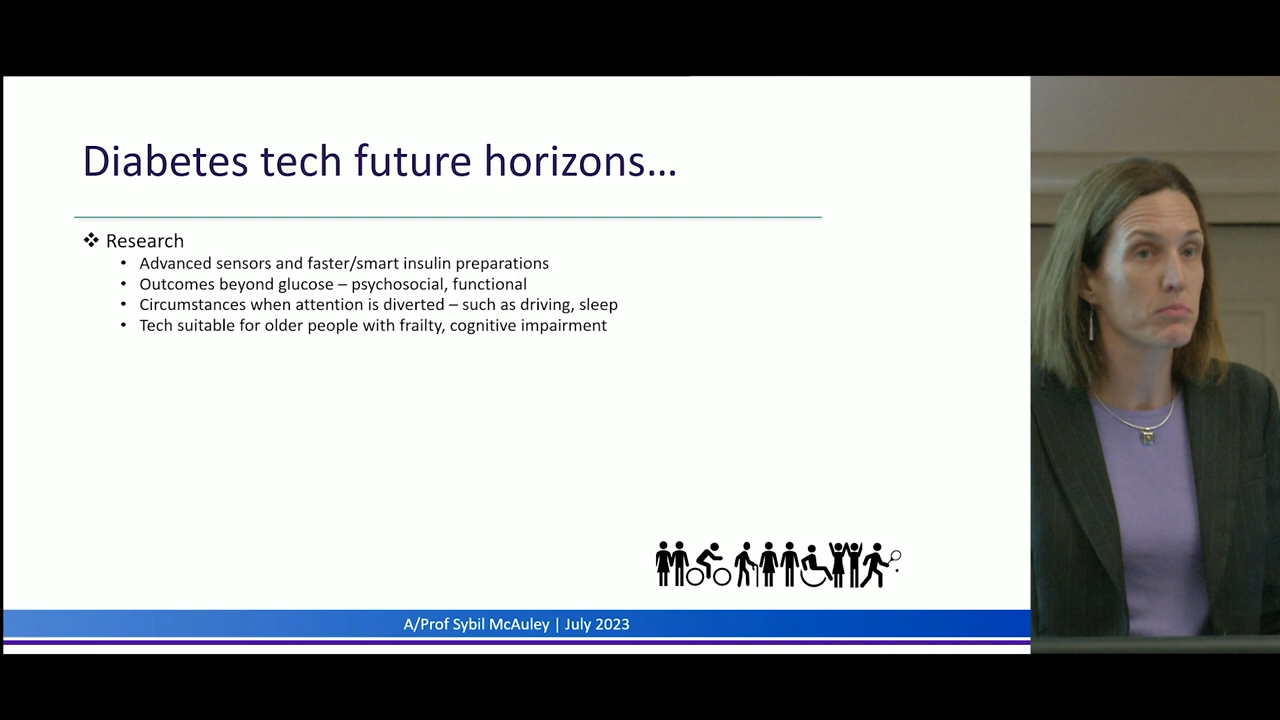 Diabetes tech future horizons...
❖ Research
• Advanced sensors and faster/smart insulin preparations
• Outcomes beyond glucose – psychosocial, functional
• Circumstances when attention is diverted – such as driving, sleep
• Tech suitable for older people with frailty, cognitive impairment
A/Prof Sybil McAuley | July 2023